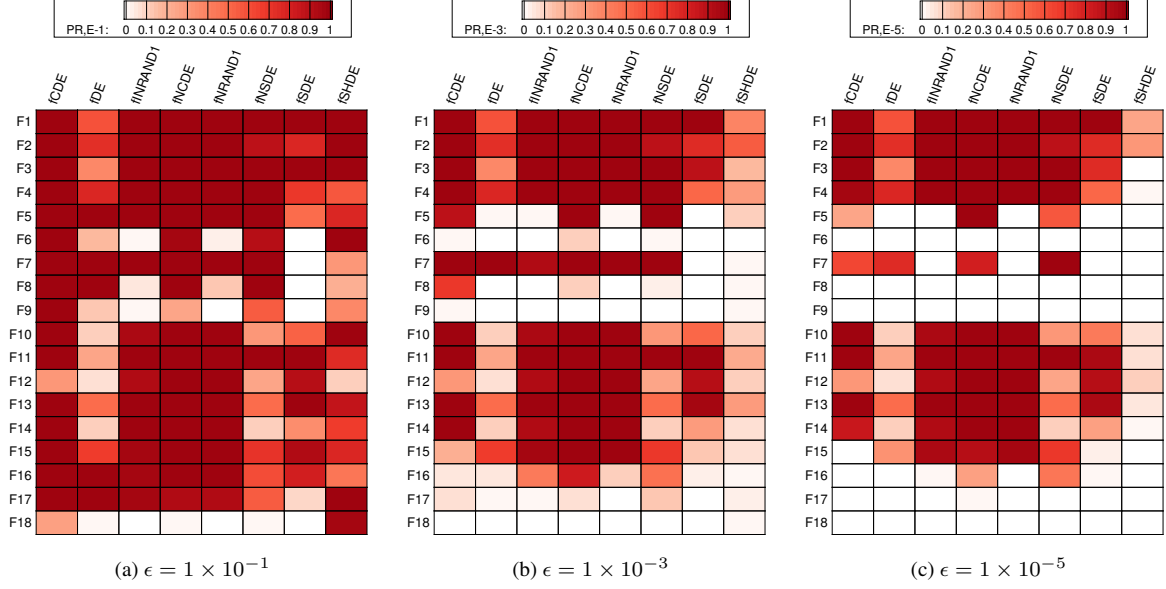 PR,E-1: 0 0.1 0.2 0.3 0.4 0.5 0.6 0.7 0.8 0.9 1
fCDE fDE fINRAND1 fNCDE fNRAND1 fNSDE fSDE fSHDE
F1
F2
F3
F4
F5
F6
F7
F8
F9
F10
F11
F12
F13
F14
F15
F16
F17
F18
(a) ϵ = 1 × 10−1
PR,E-3: 0 0.1 0.2 0.3 0.4 0.5 0.6 0.7 0.8 0.9 1
fCDE fDE fINRAND1 fNCDE fNRAND1 fNSDE fSDE fSHDE
F1
F2
F3
F4
F5
F6
F7
F8
F9
F10
F11
F12
F13
F14
F15
F16
F17
F18
(b) ϵ = 1 × 10−3
PR,E-5: 0 0.1 0.2 0.3 0.4 0.5 0.6 0.7 0.8 0.9 1
fCDE fDE fINRAND1 fNCDE fNRAND1 fNSDE fSDE fSHDE
F1
F2
F3
F4
F5
F6
F7
F8
F9
F10
F11
F12
F13
F14
F15
F16
F17
F18
(c) ϵ = 1 × 10−5